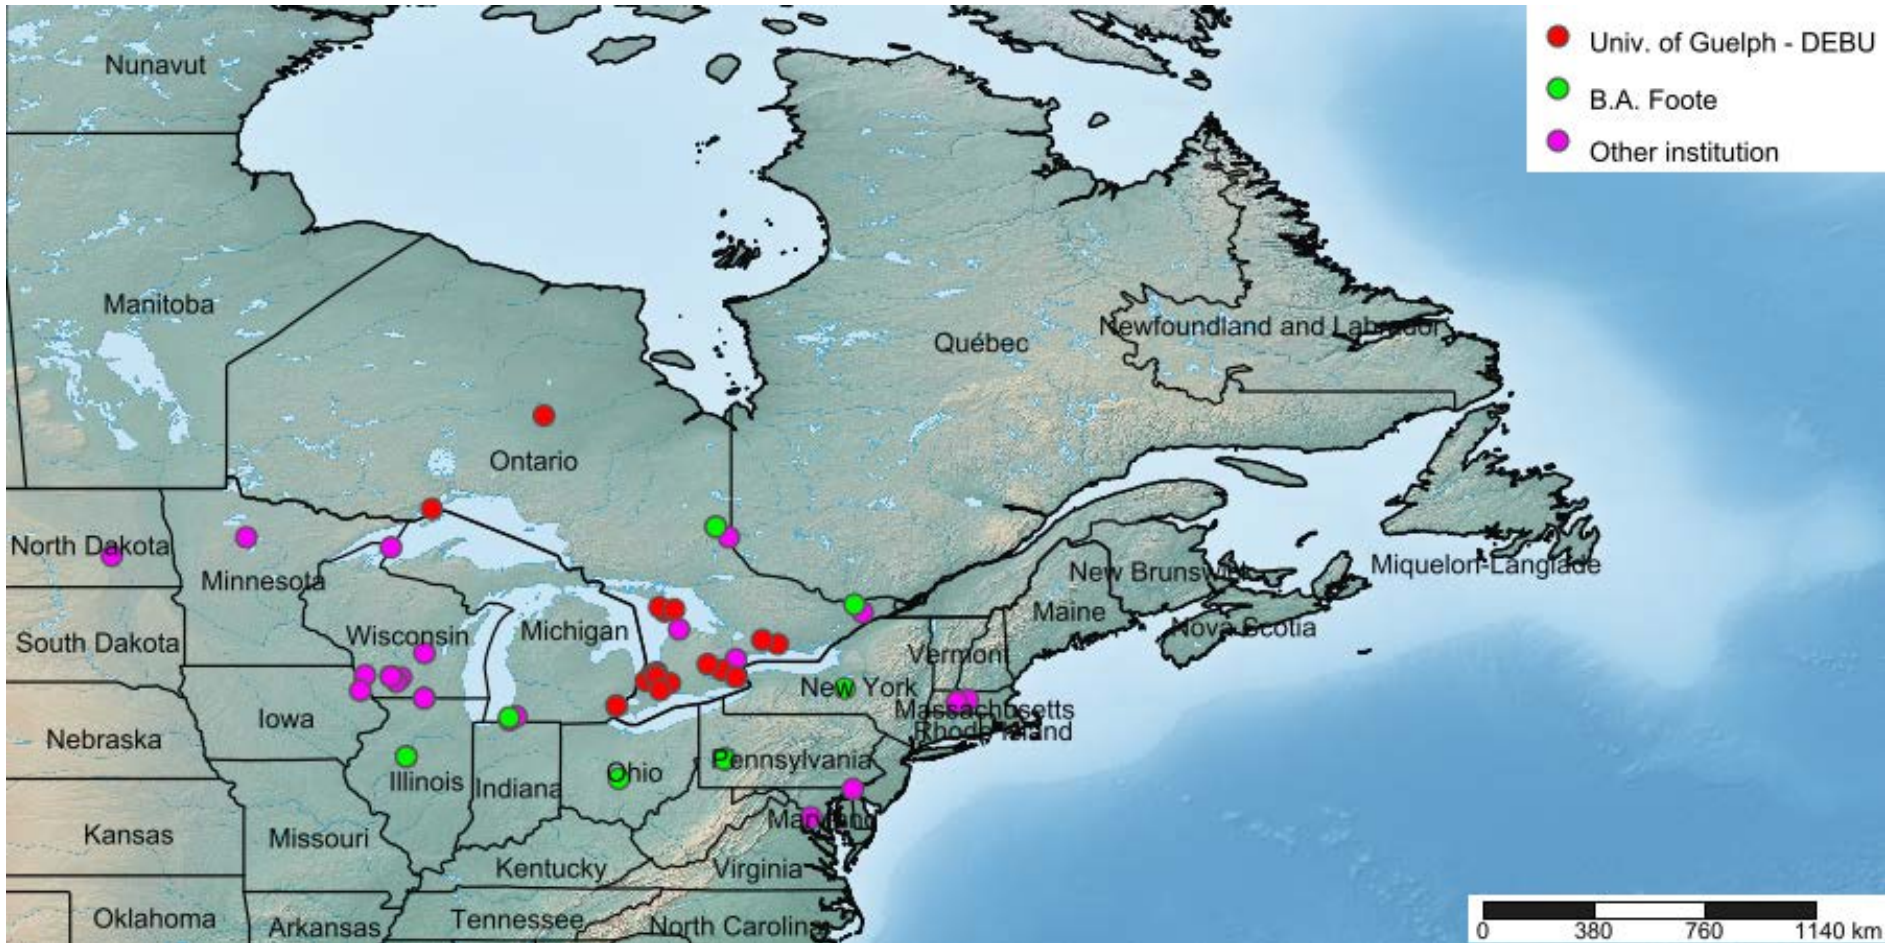 Univ. of Guelph - DEBU
B.A. Foote
Other institution
Nunavut
Manitoba
Québec
Newfoundland and Labrador
Ontario
North Dakota
Minnesota
New Brunswick
Miquelon-Langlade
Maine
South Dakota
Wisconsin
Michigan
Nova Scotia
Vermont
New York
Massachusetts
Iowa
Rhode Island
Nebraska
Pennsylvania
Illinois
Indiana
Ohio
Kansas
Missouri
Maryland
Kentucky
Virginia
Oklahoma
Arkansas
Tennessee
North Carolina
0 380 760 1140 km